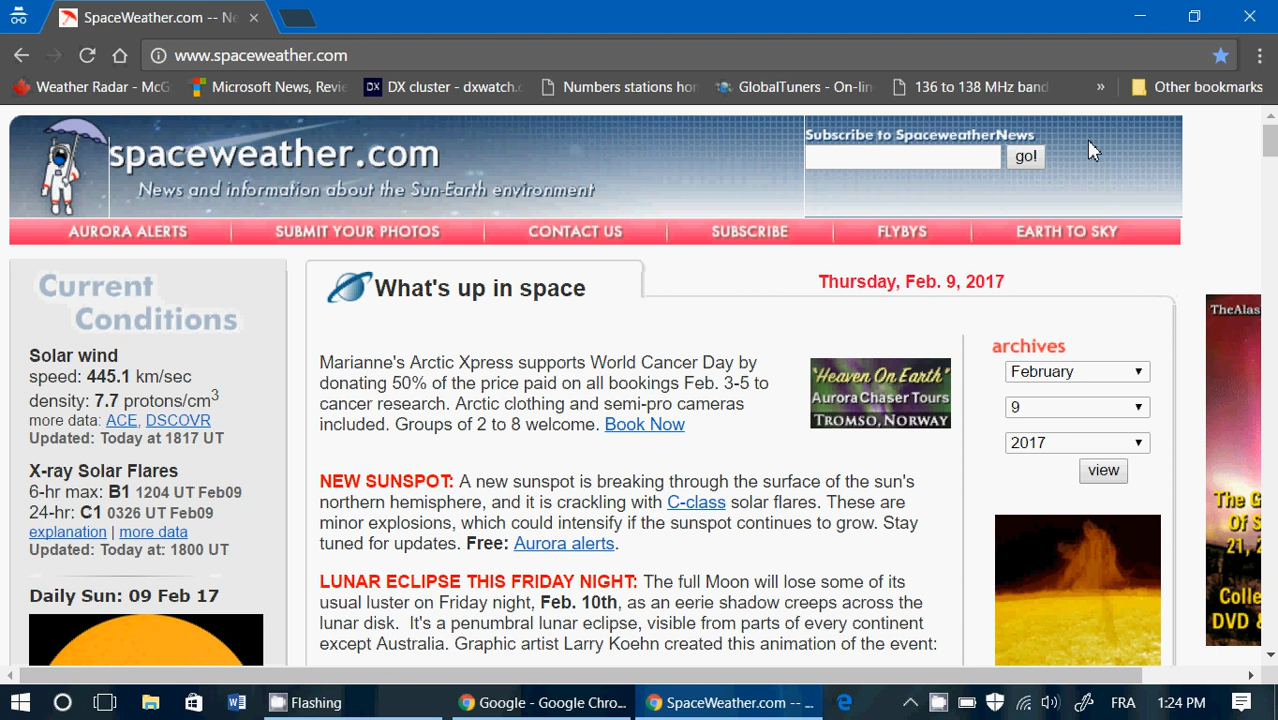 SpaceWeather.com -- Ne
www.spaceweather.com
Weather Radar - McG
Microsoft News, Revie
DX
DX cluster - dxwatch.c
Numbers stations hor
GlobalTuners - On-lin
136 to 138 MHz band
»
Other bookmarks
spaceweather.com
News and information about the Sun-Earth environment
Subscribe to SpaceweatherNews
go!
AURORA ALERTS
SUBMIT YOUR PHOTOS
CONTACT US
SUBSCRIBE
FLYBYS
EARTH TO SKY
Current
Conditions
Solar wind
speed: 445.1 km/sec
density: 7.7 protons/cm3
more data: ACE, DSCOVR
Updated: Today at 1817 UT
X-ray Solar Flares
6-hr max: B1 1204 UT Feb09
24-hr: C1 0326 UT Feb09
explanation | more data
Updated: Today at: 1800 UT
Daily Sun: 09 Feb 17
What's up in space
Thursday, Feb. 9, 2017
Marianne's Arctic Xpress supports World Cancer Day by
donating 50% of the price paid on all bookings Feb. 3-5 to
cancer research. Arctic clothing and semi-pro cameras
included. Groups of 2 to 8 welcome. Book Now
"Heaven On Earth"
Aurora Chaser Tours
TROMSO, NORWAY
NEW SUNSPOT: A new sunspot is breaking through the surface of the sun's
northern hemisphere, and it is crackling with C-class solar flares. These are
minor explosions, which could intensify if the sunspot continues to grow. Stay
tuned for updates. Free: Aurora alerts.
LUNAR ECLIPSE THIS FRIDAY NIGHT: The full Moon will lose some of its
usual luster on Friday night, Feb. 10th, as an eerie shadow creeps across the
lunar disk. It's a penumbral lunar eclipse, visible from parts of every continent
except Australia. Graphic artist Larry Koehn created this animation of the event:
archives
February
9
2017
view
TheAlas
The G
Of S
21, 2
Colle
DVD &
Flashing
Google - Google Chro...
SpaceWeather.com -- ...
FRA
1:24 PM